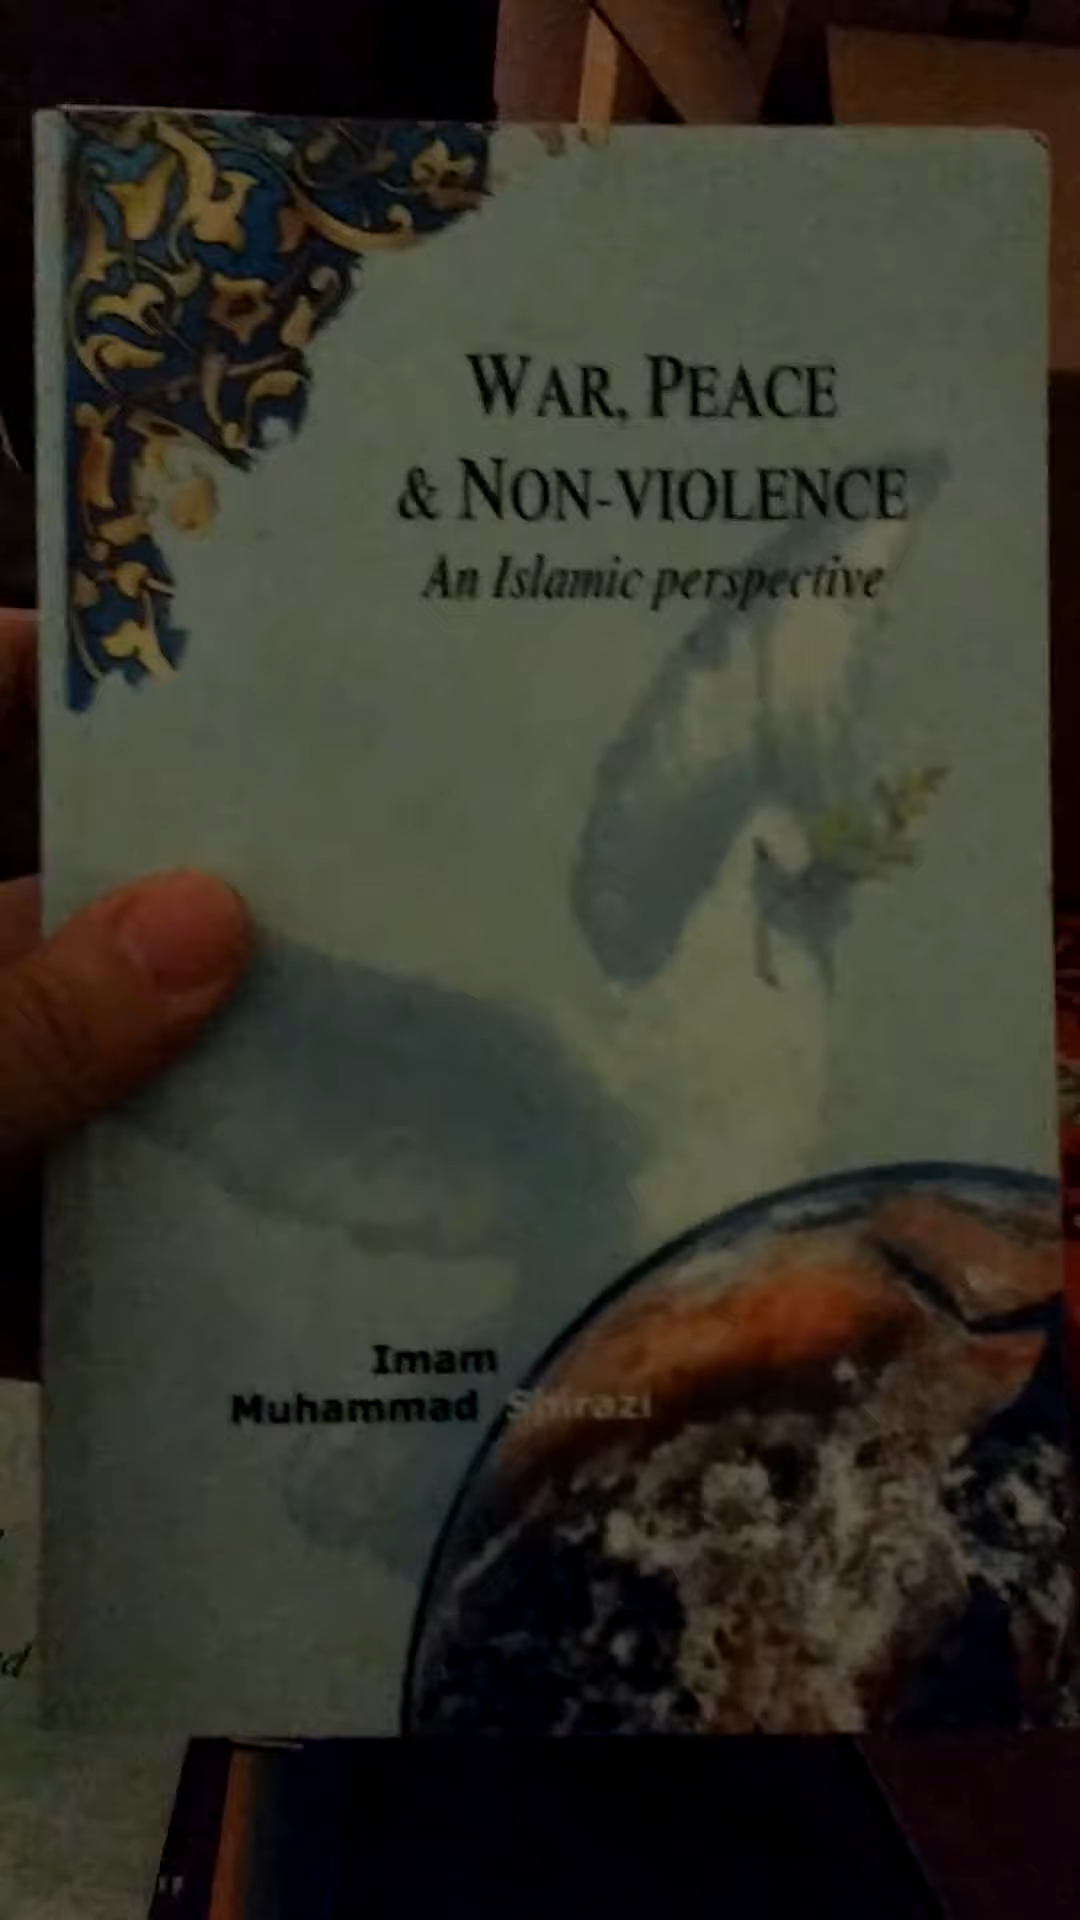 WAR, PEACE
& NON-VIOLENCE
An Islamic perspective
Imam
Muhammad Shirazi